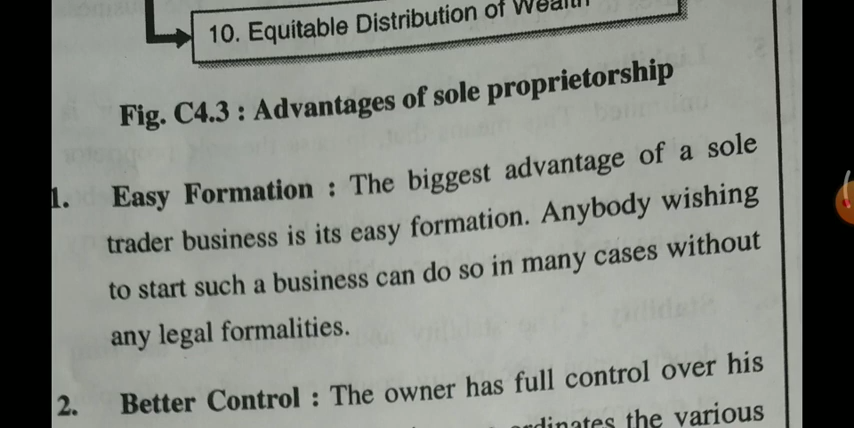 10. Equitable Distribution of Wealth
Fig. C4.3 : Advantages of sole proprietorship
1. Easy Formation : The biggest advantage of a sole
trader business is its easy formation. Anybody wishing
to start such a business can do so in many cases without
any legal formalities.
2. Better Control : The owner has full control over his
the various